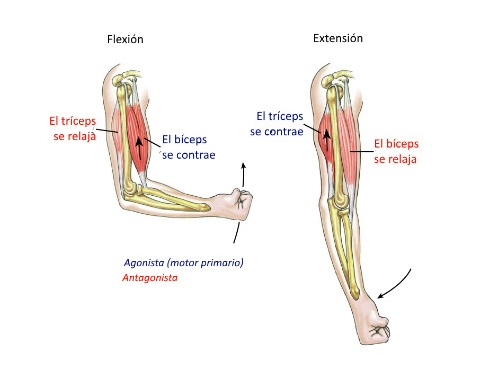 Flexión
Extensión
El tríceps
se relajà
El bíceps
se contrae
El tríceps
se contrae
El bíceps
se relaja
Agonista (motor primario)
Antagonista